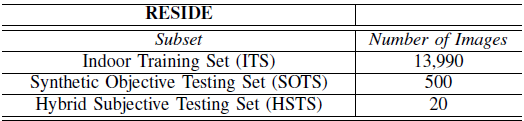 RESIDE
Subset Number of Images
Indoor Training Set (ITS) 13,990
Synthetic Objective Testing Set (SOTS) 500
Hybrid Subjective Testing Set (HSTS) 20